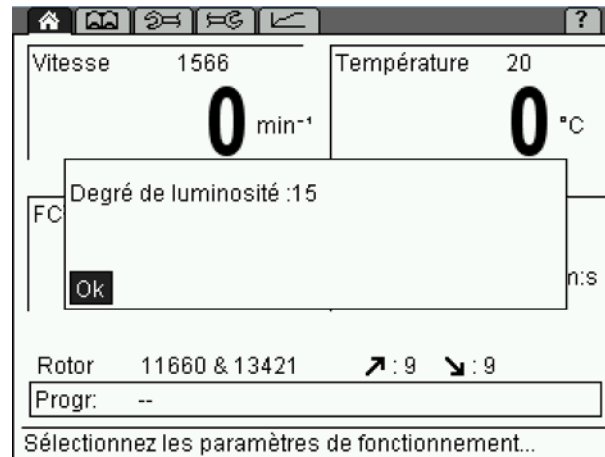 ?
Vitesse 1566
0 min⁻¹
Température 20
0 °C
Degré de luminosité :15
FC
n:s
Ok
Rotor 11660 & 13421 ↗ : 9 ↘ : 9
Progr: --
Sélectionnez les paramètres de fonctionnement...